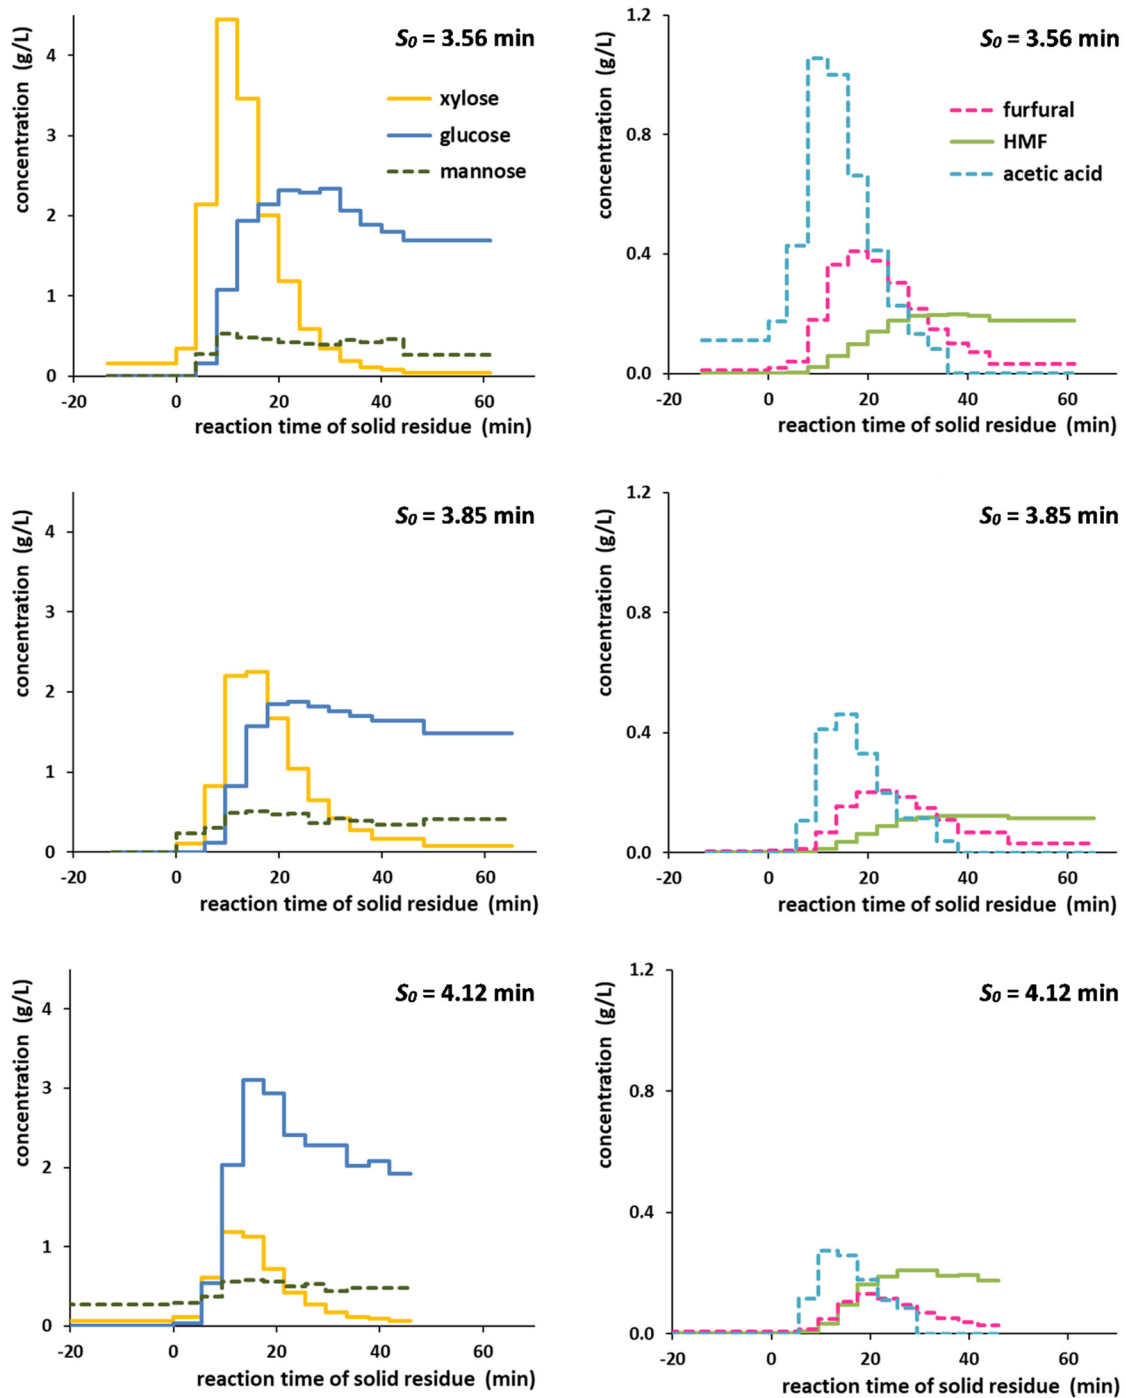 S0 = 3.56 min
concentration (g/L)
4
3
2
1
0
xylose
glucose
mannose
-20 0 20 40 60
reaction time of solid residue (min)
S0 = 3.56 min
concentration (g/L)
1.2
0.8
0.4
0.0
furfural
HMF
acetic acid
-20 0 20 40 60
reaction time of solid residue (min)
S0 = 3.85 min
concentration (g/L)
4
3
2
1
0
-20 0 20 40 60
reaction time of solid residue (min)
S0 = 3.85 min
concentration (g/L)
1.2
0.8
0.4
0.0
-20 0 20 40 60
reaction time of solid residue (min)
S0 = 4.12 min
concentration (g/L)
4
3
2
1
0
-20 0 20 40 60
reaction time of solid residue (min)
S0 = 4.12 min
concentration (g/L)
1.2
0.8
0.4
0.0
-20 0 20 40 60
reaction time of solid residue (min)